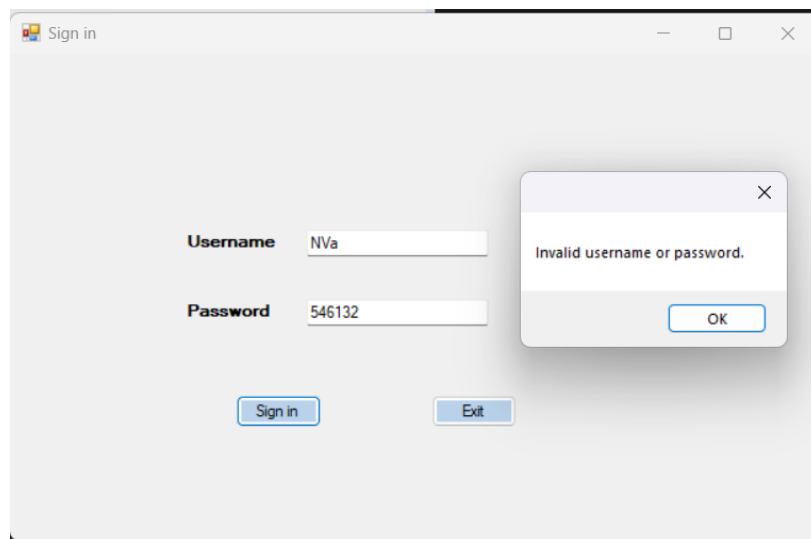 Sign in
Username NVa
Invalid username or password.
Password 546132
OK
Sign in Exit